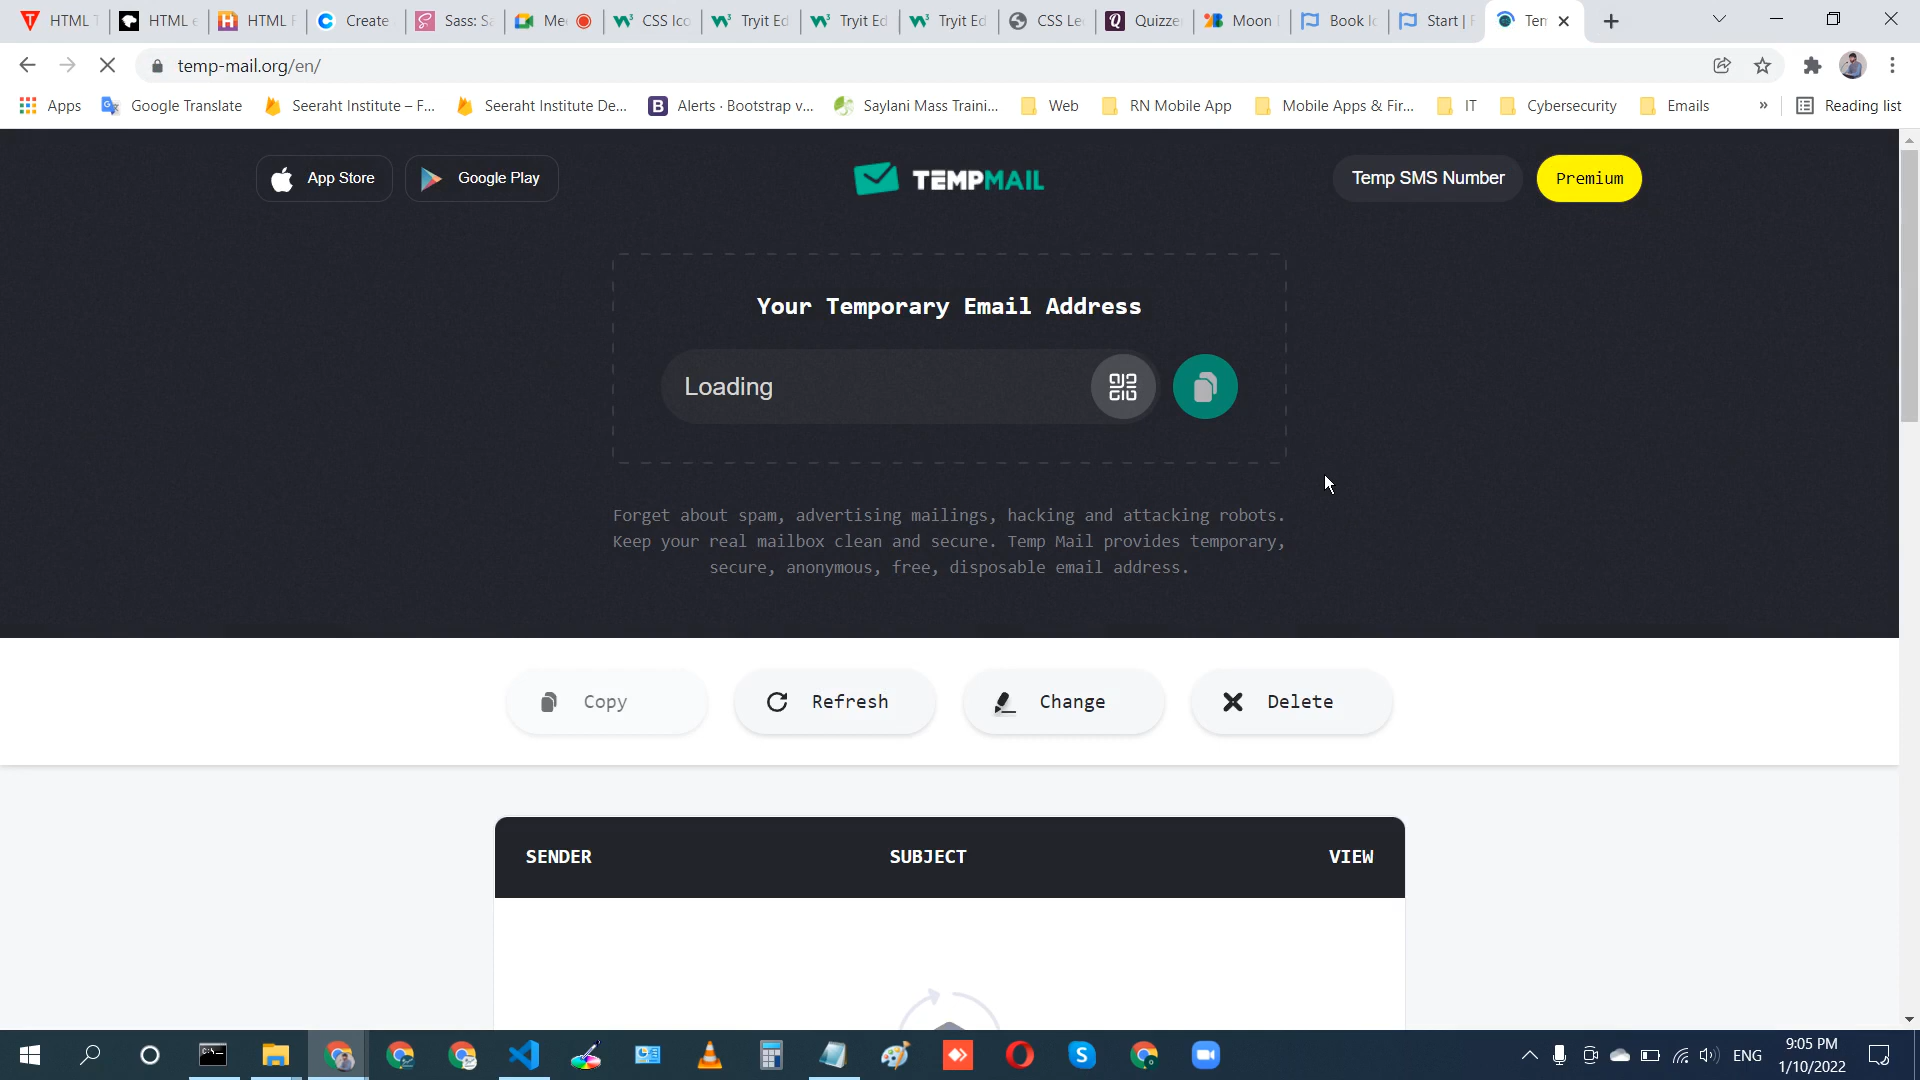 HTML T
HTML e
HTML F
Create
Sass: Sa
Mee
CSS Ico
Tryit Ed
Tryit Ed
Tryit Ed
CSS Le
Quizze
Moon
Book Ic
Start | F
Tem
temp-mail.org/en/
Apps
Google Translate
Seeraht Institute – F...
Seeraht Institute De...
Alerts · Bootstrap v...
Saylani Mass Traini...
Web
RN Mobile App
Mobile Apps & Fir...
IT
Cybersecurity
Emails
»
Reading list
App Store
Google Play
TEMPMAIL
Temp SMS Number
Premium
Your Temporary Email Address
Loading
Forget about spam, advertising mailings, hacking and attacking robots.
Keep your real mailbox clean and secure. Temp Mail provides temporary,
secure, anonymous, free, disposable email address.
Copy
Refresh
Change
Delete
SENDER
SUBJECT
VIEW
ENG
9:05 PM
1/10/2022